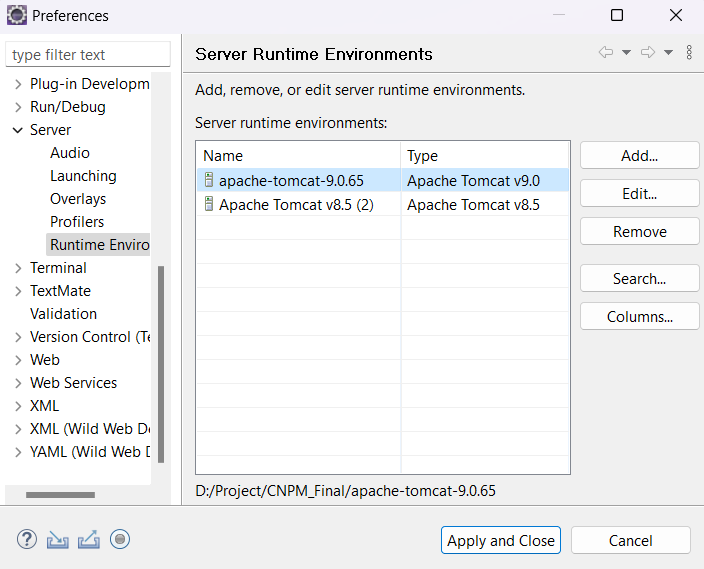 Preferences
type filter text
Plug-in Developm
Run/Debug
Server
Audio
Launching
Overlays
Profilers
Runtime Enviro
Terminal
TextMate
Validation
Version Control (Te
Web
Web Services
XML
XML (Wild Web De
YAML (Wild Web D
Server Runtime Environments
Add, remove, or edit server runtime environments.
Server runtime environments:
Name Type
apache-tomcat-9.0.65 Apache Tomcat v9.0
Apache Tomcat v8.5 (2) Apache Tomcat v8.5
Add...
Edit...
Remove
Search...
Columns...
D:/Project/CNPM_Final/apache-tomcat-9.0.65
? Apply and Close Cancel